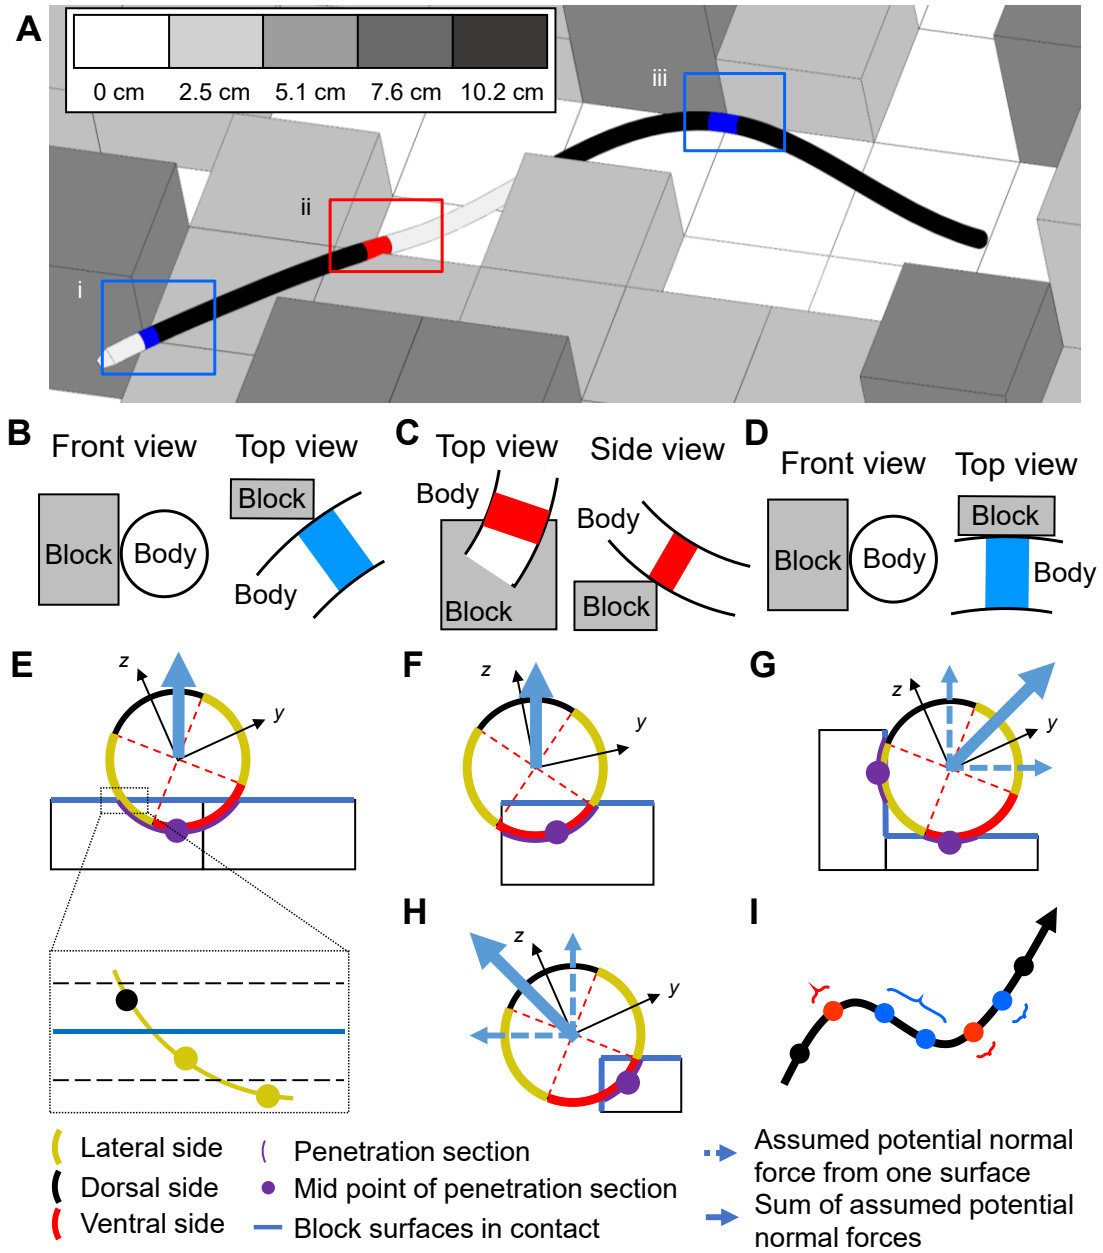 A
0 cm 2.5 cm 5.1 cm 7.6 cm 10.2 cm
iii
ii
i
B
Front view Top view
Block Body
Block
Body
C
Top view Side view
Body
Block
Body
Block
D
Front view Top view
Block Body
Block
Body
E
z
y
F
z
y
G
z
y
H
z
y
I
Lateral side
Dorsal side
Ventral side
Penetration section
Mid point of penetration section
Block surfaces in contact
Assumed potential normal
force from one surface
Sum of assumed potential
normal forces